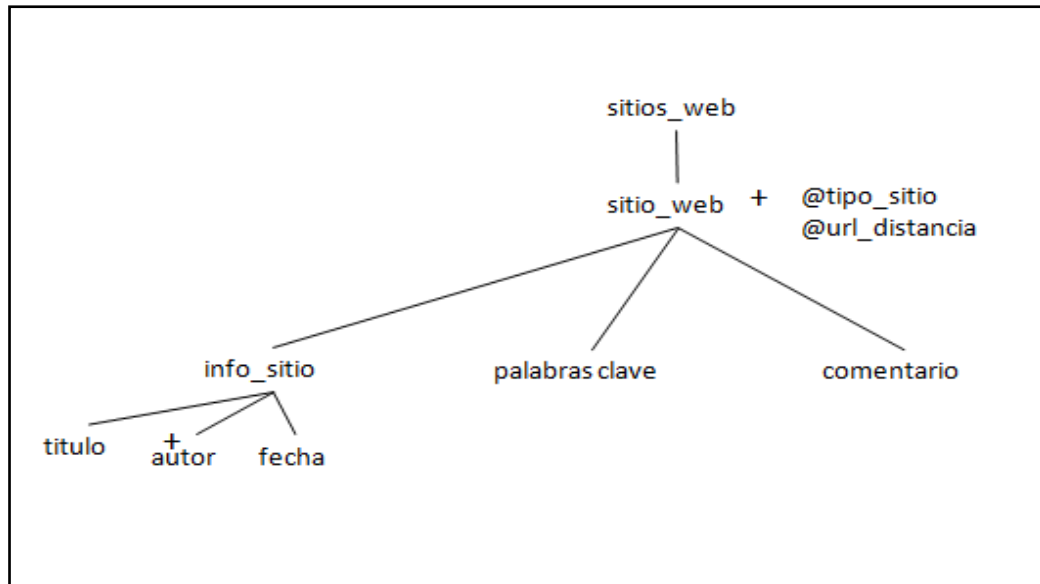 sitios_web
sitio_web + @tipo_sitio
@url_distancia
info_sitio palabras clave comentario
titulo + autor fecha